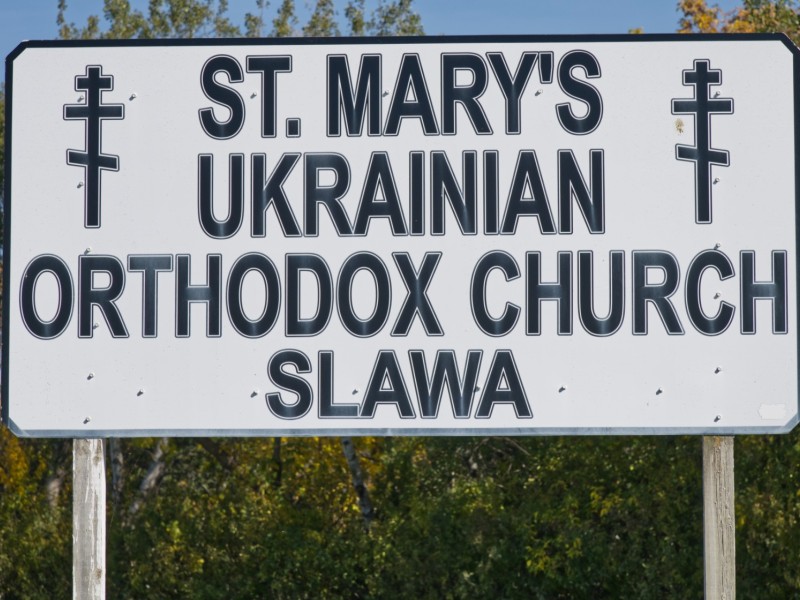 ST. MARY'S
UKRAINIAN
ORTHODOX CHURCH
SLAWA